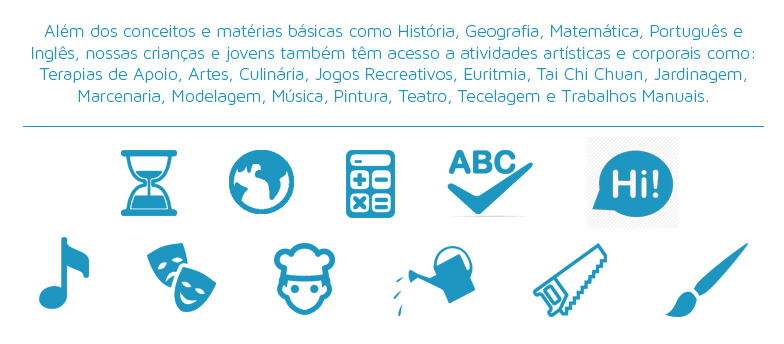 Além dos conceitos e matérias básicas como História, Geografia, Matemática, Português e
Inglês, nossas crianças e jovens também têm acesso a atividades artísticas e corporais como:
Terapias de Apoio, Artes, Culinária, Jogos Recreativos, Euritmia, Tai Chi Chuan, Jardinagem,
Marcenaria, Modelagem, Música, Pintura, Teatro, Tecelagem e Trabalhos Manuais.
ABC
Hi!